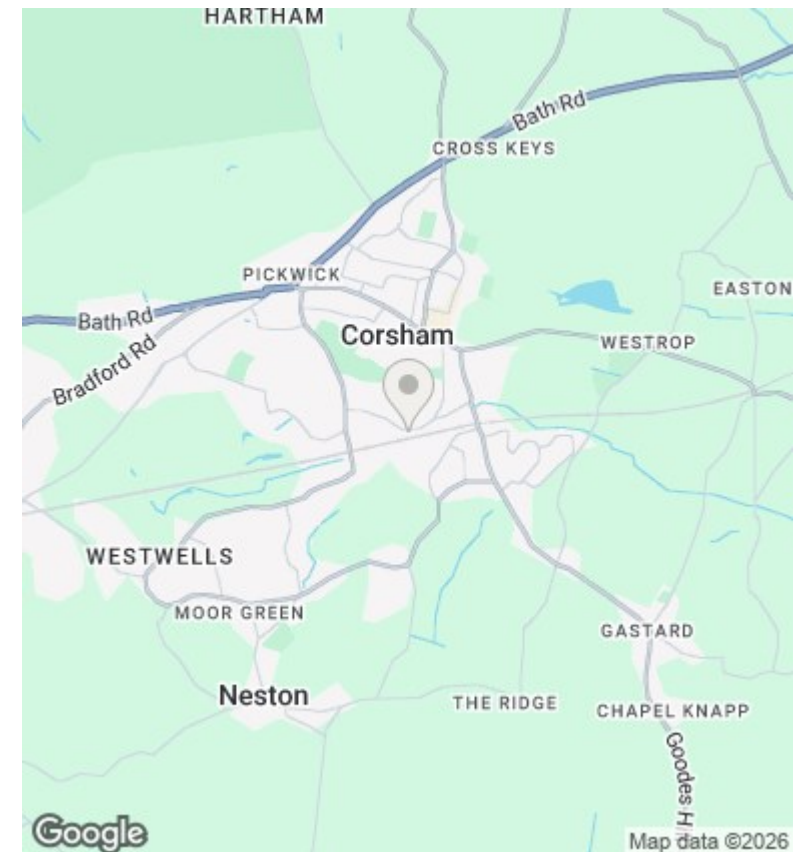 HARTHAM
Bath Rd
CROSS KEYS
PICKWICK
EASTON
Bath Rd
Corsham
WESTROP
Bradford Rd
WESTWELLS
MOOR GREEN
GASTARD
Neston
THE RIDGE
CHAPEL KNAPP
Goodes Hil
Google
Map data ©2026